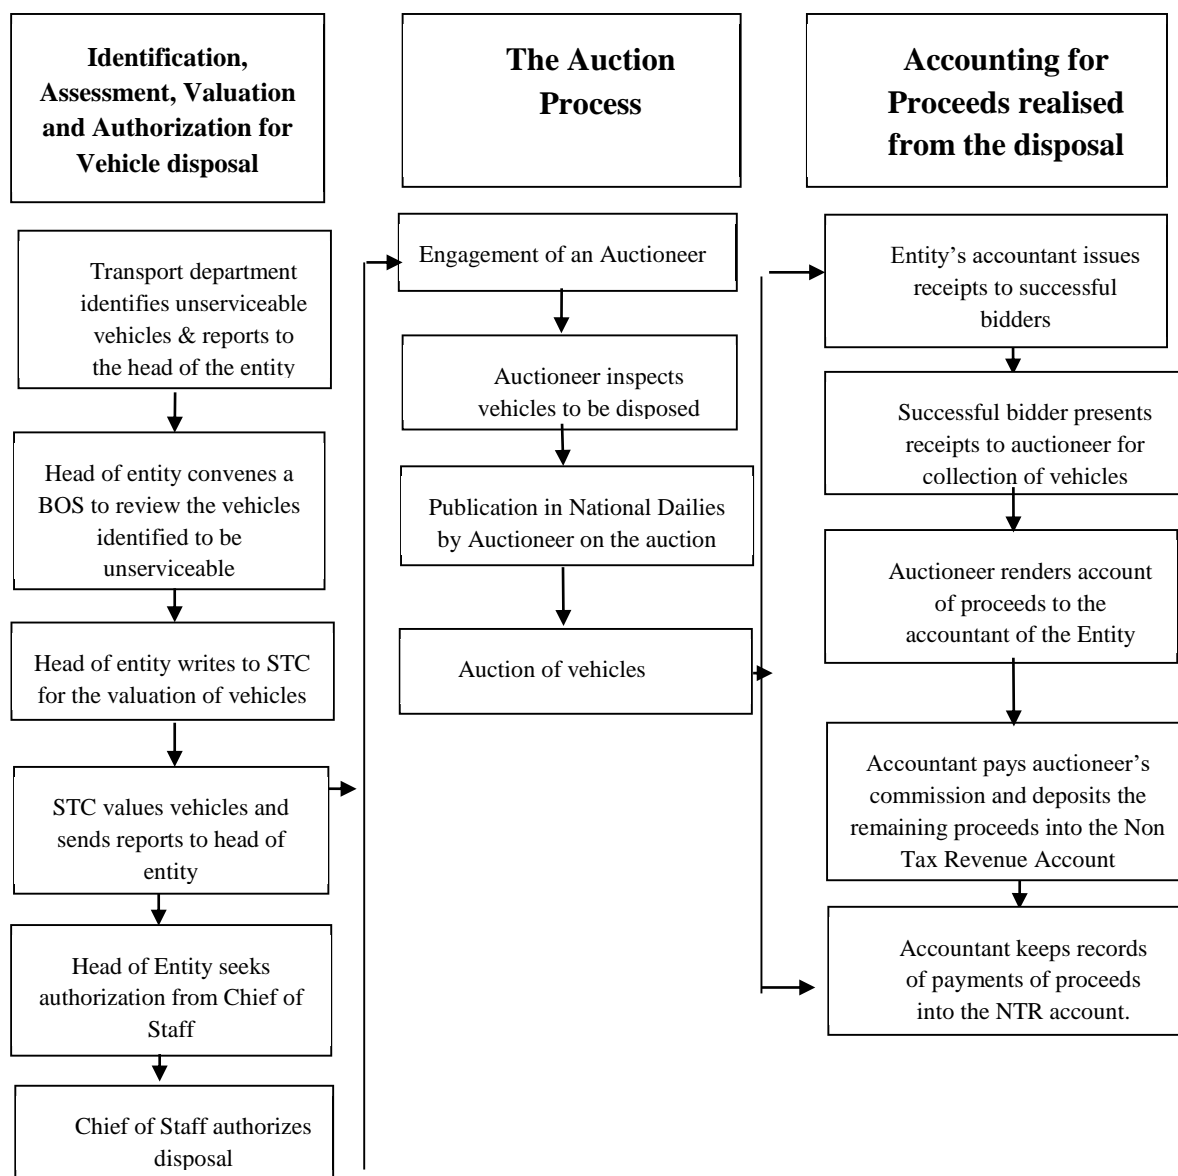 Identification,
Assessment, Valuation
and Authorization for
Vehicle disposal
Transport department
identifies unserviceable
vehicles & reports to
the head of the entity
Head of entity convenes a
BOS to review the vehicles
identified to be
unserviceable
Head of entity writes to STC
for the valuation of vehicles
STC values vehicles and
sends reports to head of
entity
Head of Entity seeks
authorization from Chief of
Staff
Chief of Staff authorizes
disposal
The Auction
Process
Engagement of an Auctioneer
Auctioneer inspects
vehicles to be disposed
Publication in National Dailies
by Auctioneer on the auction
Auction of vehicles
Accounting for
Proceeds realised
from the disposal
Entity’s accountant issues
receipts to successful
bidders
Successful bidder presents
receipts to auctioneer for
collection of vehicles
Auctioneer renders account
of proceeds to the
accountant of the Entity
Accountant pays auctioneer’s
commission and deposits the
remaining proceeds into the Non
Tax Revenue Account
Accountant keeps records
of payments of proceeds
into the NTR account.